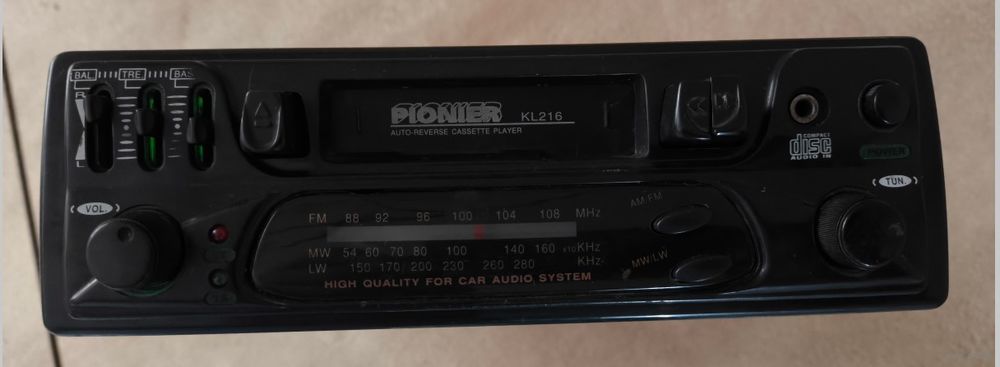 BAL TRE BAS
R
L
PIONIER KL216
AUTO-REVERSE CASSETTE PLAYER
COMPACT
disc
AUDIO IN
POWER
VOL.
TUN.
AM/FM
FM 88 92 96 100 104 108 MHz
MW 54 60 70 80 100 140 160 x10KHz
LW 150 170 200 230 260 280 KHz
MW/LW
HIGH QUALITY FOR CAR AUDIO SYSTEM